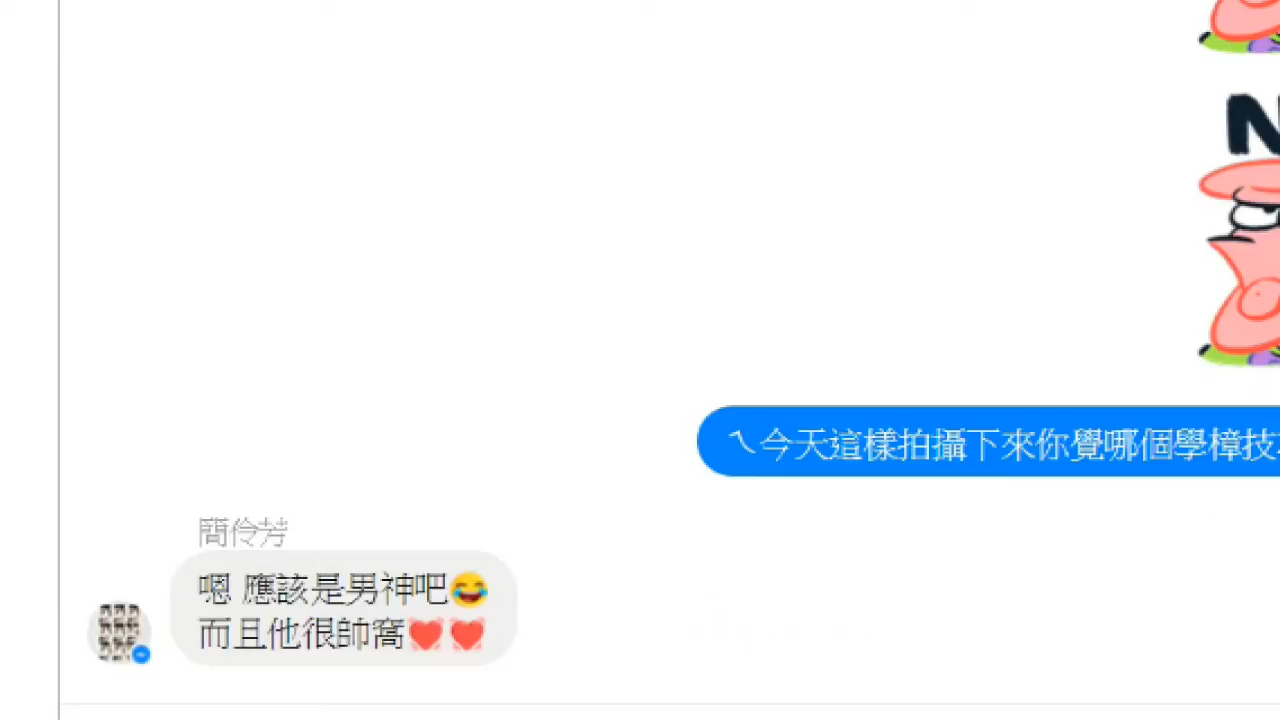 N
ㄟ今天這樣拍攝下來你覺哪個學樟技
簡伶芳
嗯 應該是男神吧😂
而且他很帥窩❤❤